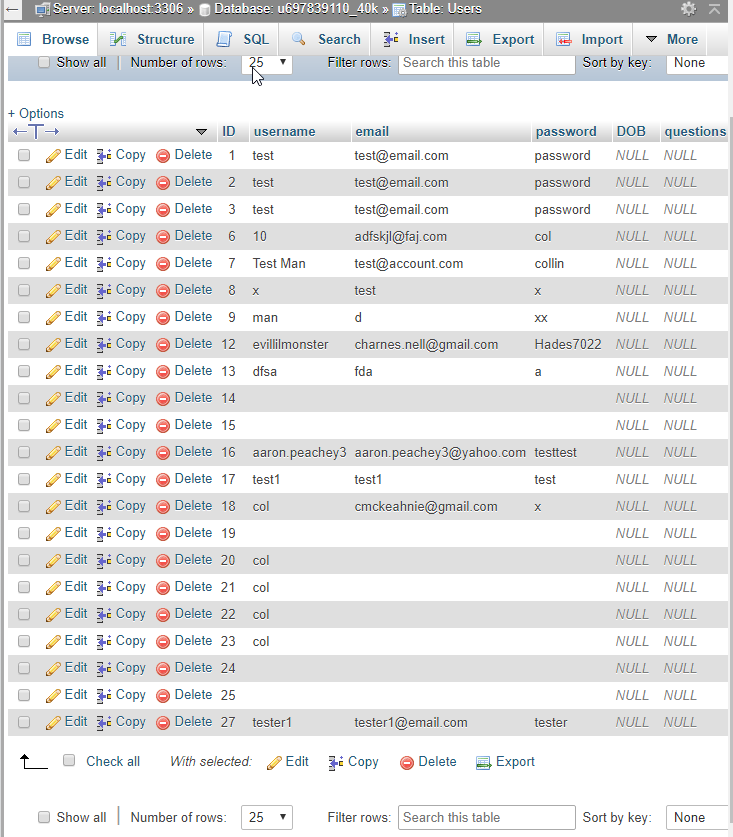 Server: localhost:3306 » Database: u697839110_40k » Table: Users
Browse Structure SQL Search Insert Export Import More
Show all Number of rows: 25 Filter rows: Search this table Sort by key: None
+ Options
ID username email password DOB questions
Edit Copy Delete 1 test test@email.com password NULL NULL
Edit Copy Delete 2 test test@email.com password NULL NULL
Edit Copy Delete 3 test test@email.com password NULL NULL
Edit Copy Delete 6 10 adfskjl@faj.com col NULL NULL
Edit Copy Delete 7 Test Man test@account.com collin NULL NULL
Edit Copy Delete 8 x test x NULL NULL
Edit Copy Delete 9 man d xx NULL NULL
Edit Copy Delete 12 evillilmonster charnes.nell@gmail.com Hades7022 NULL NULL
Edit Copy Delete 13 dfsa fda a NULL NULL
Edit Copy Delete 14 NULL NULL
Edit Copy Delete 15 NULL NULL
Edit Copy Delete 16 aaron.peachey3 aaron.peachey3@yahoo.com testtest NULL NULL
Edit Copy Delete 17 test1 test1 test NULL NULL
Edit Copy Delete 18 col cmckeahnie@gmail.com x NULL NULL
Edit Copy Delete 19 NULL NULL
Edit Copy Delete 20 col NULL NULL
Edit Copy Delete 21 col NULL NULL
Edit Copy Delete 22 col NULL NULL
Edit Copy Delete 23 col NULL NULL
Edit Copy Delete 24 NULL NULL
Edit Copy Delete 25 NULL NULL
Edit Copy Delete 27 tester1 tester1@email.com tester NULL NULL
Check all With selected: Edit Copy Delete Export
Show all Number of rows: 25 Filter rows: Search this table Sort by key: None